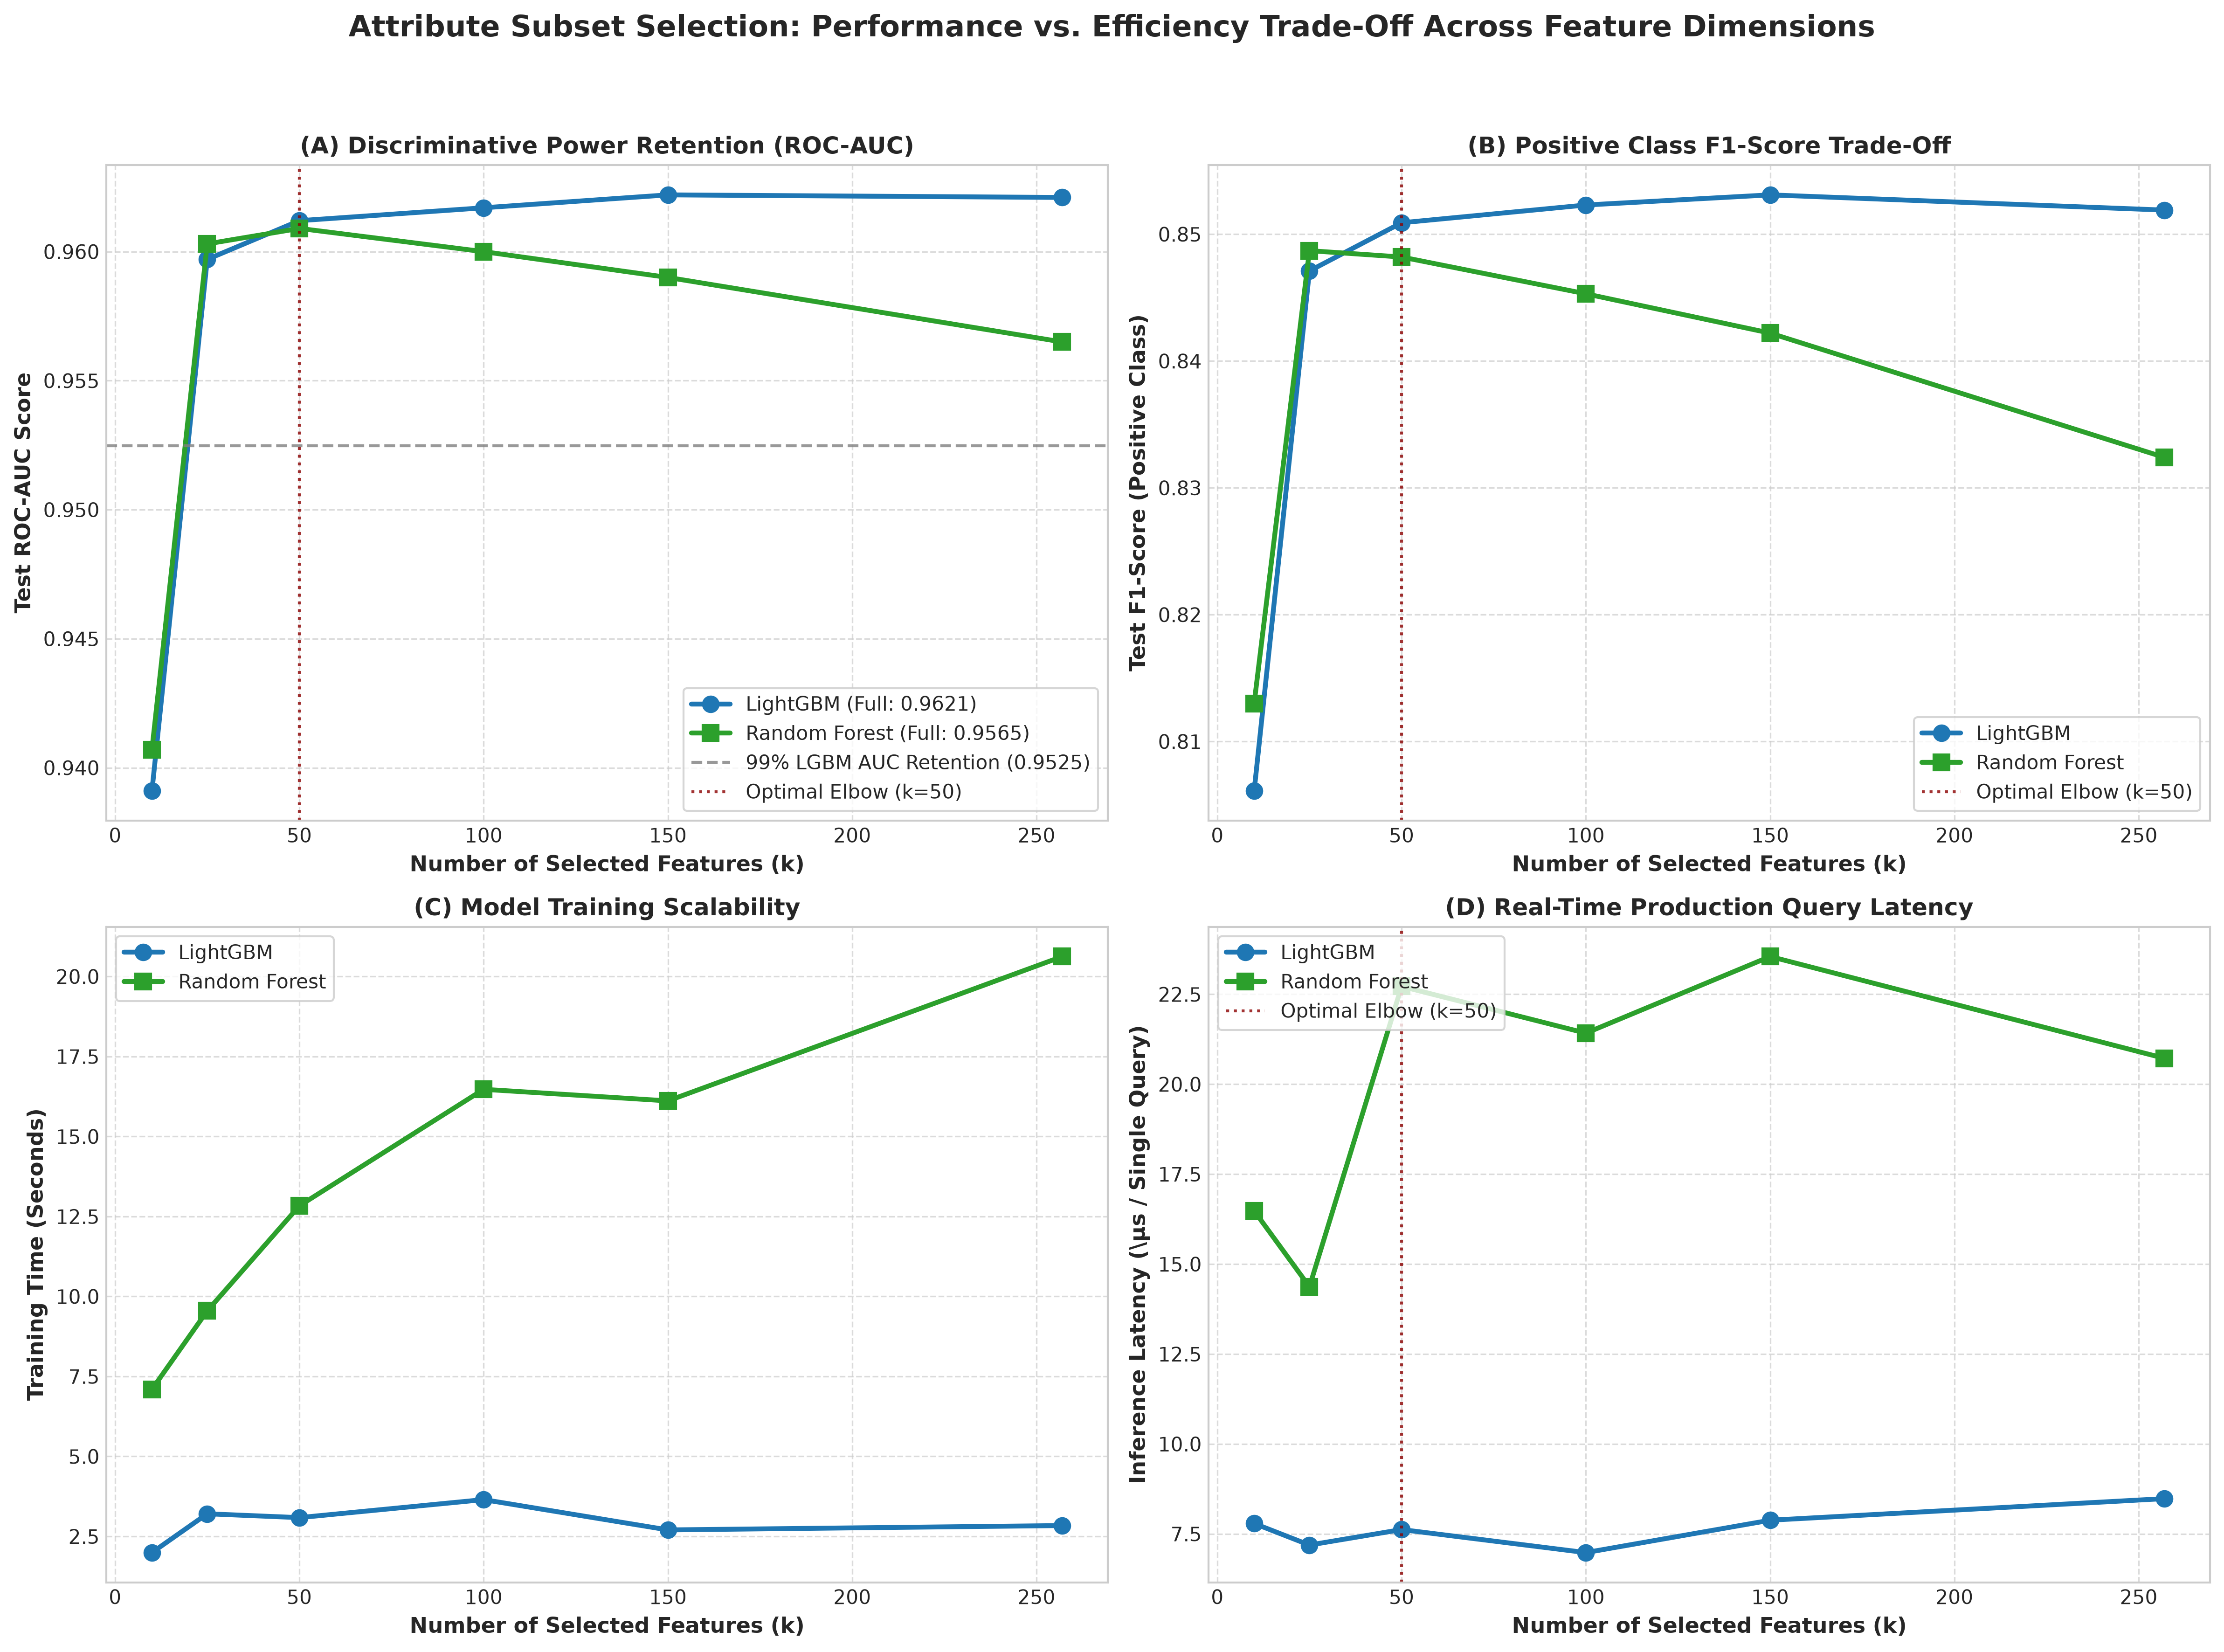 Attribute Subset Selection: Performance vs. Efficiency Trade-Off Across Feature Dimensions
(A) Discriminative Power Retention (ROC-AUC)
Test ROC-AUC Score
0.960
0.955
0.950
0.945
0.940
LightGBM (Full: 0.9621)
Random Forest (Full: 0.9565)
99% LGBM AUC Retention (0.9525)
Optimal Elbow (k=50)
0 50 100 150 200 250
Number of Selected Features (k)
(B) Positive Class F1-Score Trade-Off
Test F1-Score (Positive Class)
0.85
0.84
0.83
0.82
0.81
LightGBM
Random Forest
Optimal Elbow (k=50)
0 50 100 150 200 250
Number of Selected Features (k)
(C) Model Training Scalability
Training Time (Seconds)
LightGBM
Random Forest
20.0
17.5
15.0
12.5
10.0
7.5
5.0
2.5
0 50 100 150 200 250
Number of Selected Features (k)
(D) Real-Time Production Query Latency
Inference Latency (\μs / Single Query)
LightGBM
Random Forest
Optimal Elbow (k=50)
22.5
20.0
17.5
15.0
12.5
10.0
7.5
0 50 100 150 200 250
Number of Selected Features (k)